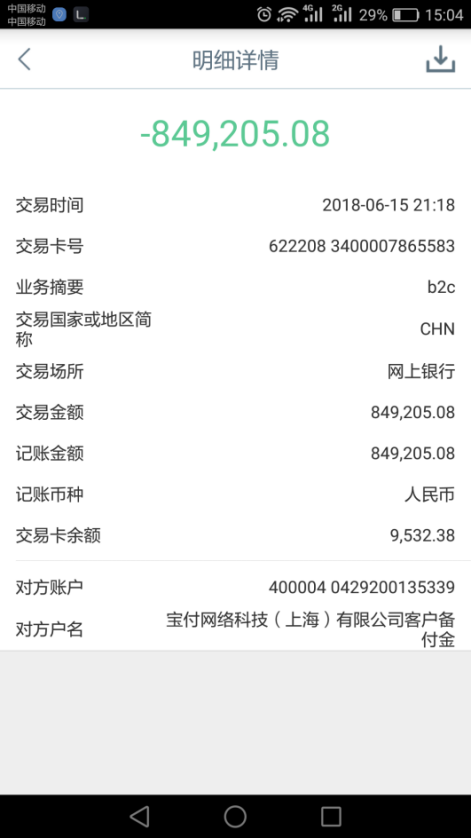 中国移动
中国移动
4G
2G
29%
15:04
明细详情
-849,205.08
交易时间 2018-06-15 21:18
交易卡号 622208 3400007865583
业务摘要 b2c
交易国家或地区简
称 CHN
交易场所 网上银行
交易金额 849,205.08
记账金额 849,205.08
记账币种 人民币
交易卡余额 9,532.38
对方账户 400004 0429200135339
对方户名 宝付网络科技（上海）有限公司客户备
付金